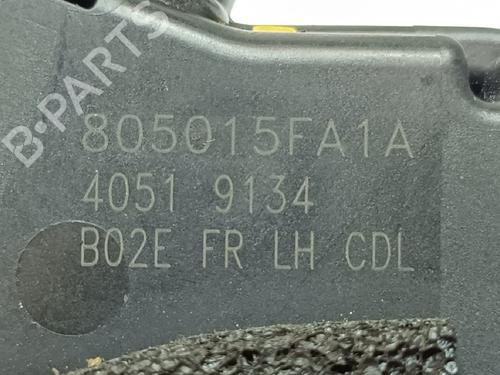 B-PARTS
805015FA1A
4051 9134
B02E FR LH CDL